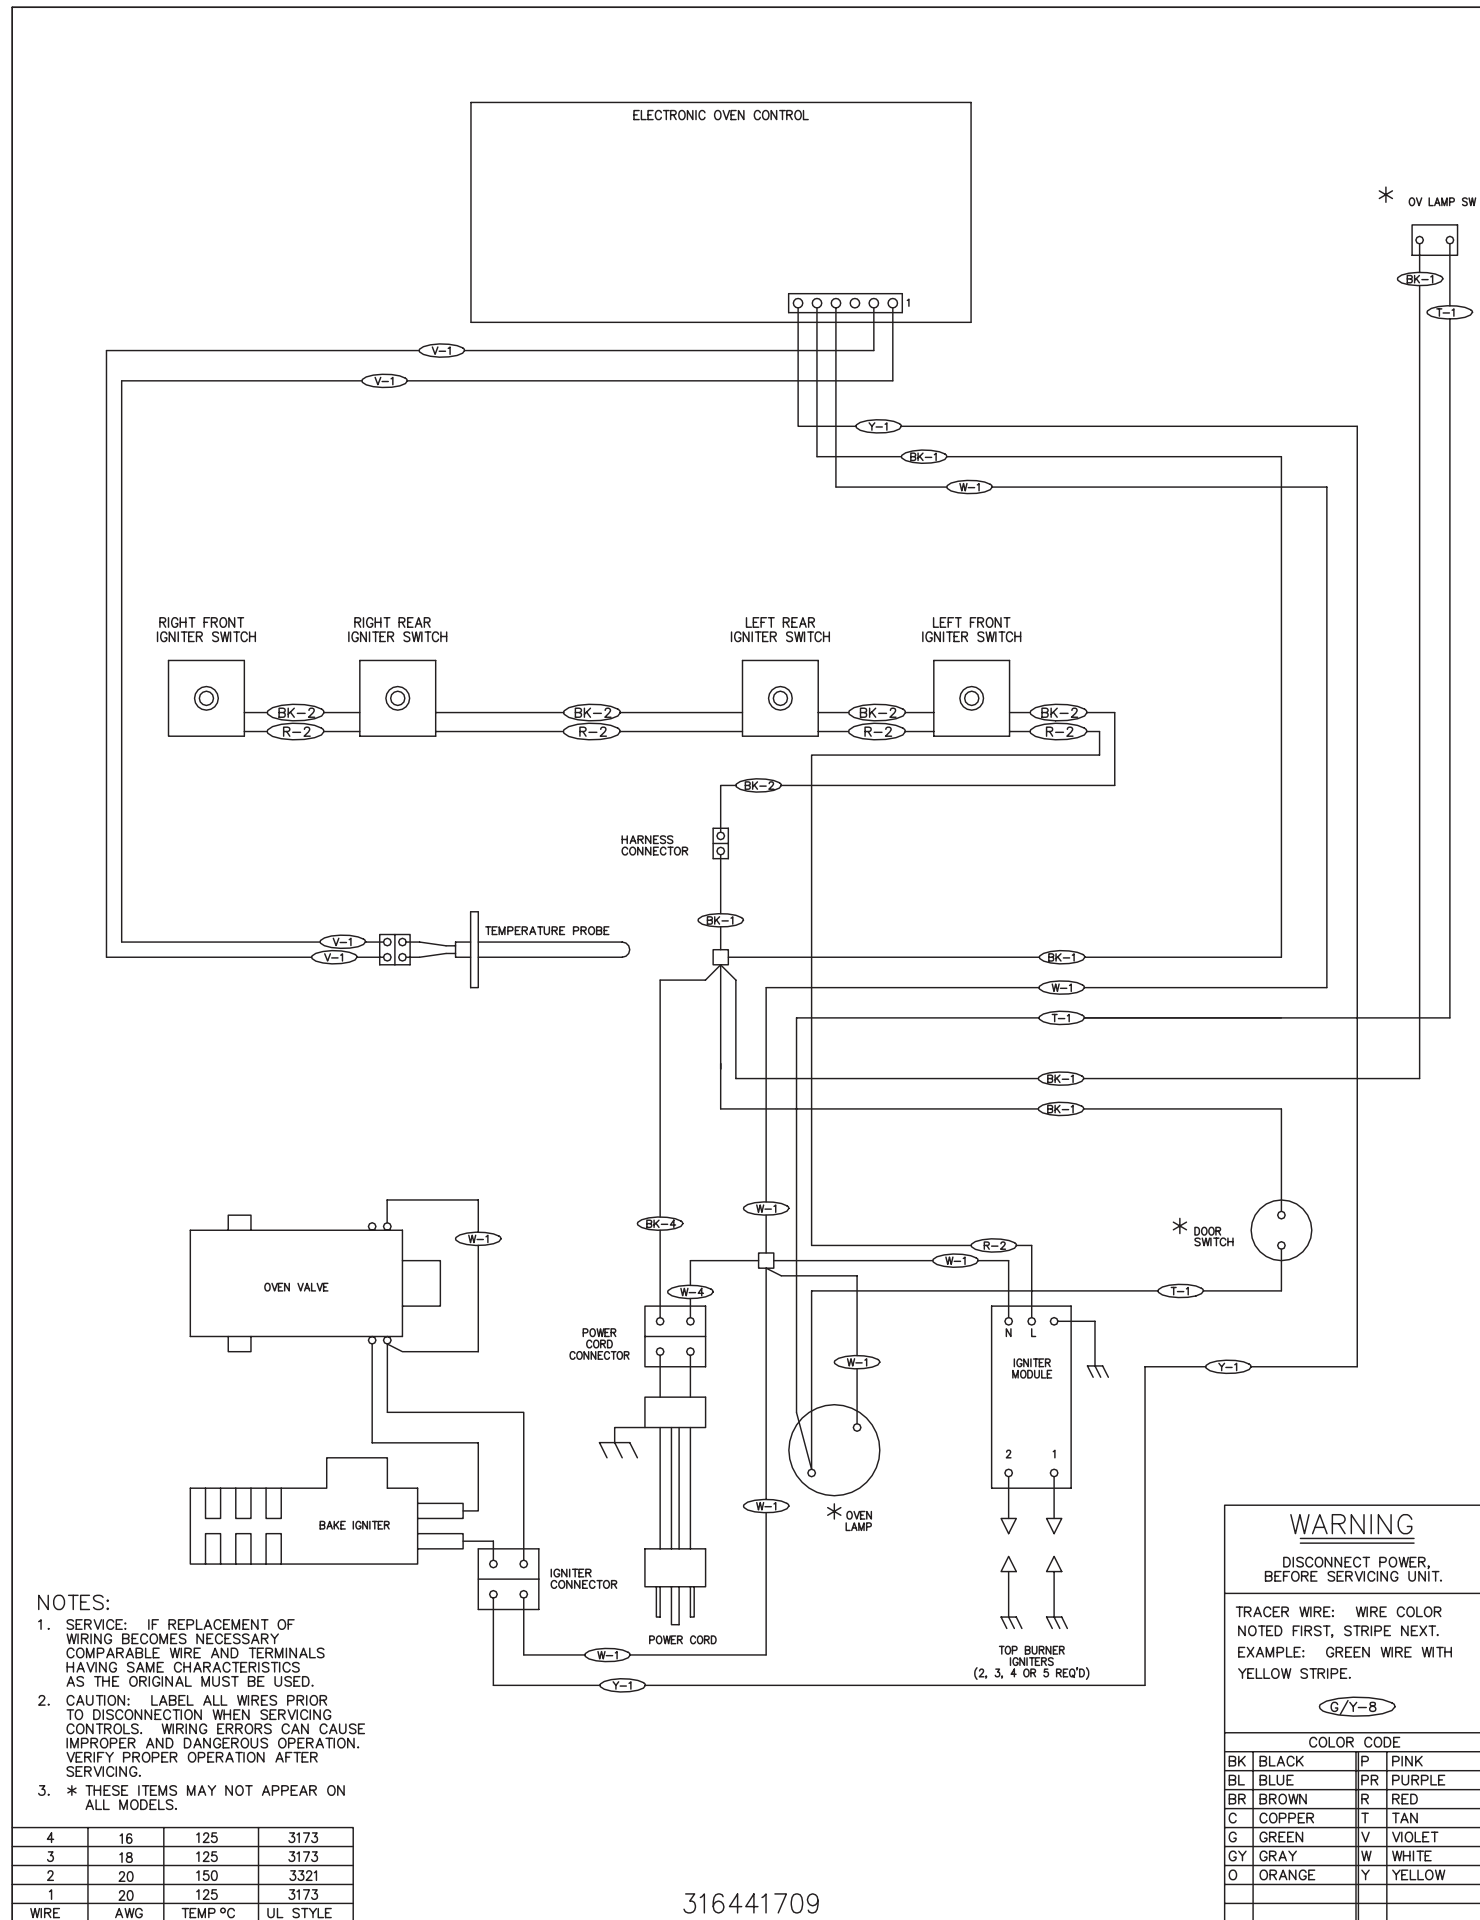 ELECTRONIC OVEN CONTROL
* OV LAMP SW
BK-1
T-1
1
V-1
V-1
Y-1
BK-1
W-1
RIGHT FRONT
IGNITER SWITCH
RIGHT REAR
IGNITER SWITCH
LEFT REAR
IGNITER SWITCH
LEFT FRONT
IGNITER SWITCH
BK-2
BK-2
BK-2
BK-2
R-2
R-2
R-2
R-2
BK-2
HARNESS
CONNECTOR
BK-1
TEMPERATURE PROBE
V-1
V-1
BK-1
W-1
T-1
BK-1
BK-1
W-1
BK-4
W-1
* DOOR
SWITCH
R-2
W-1
W-4
T-1
OVEN VALVE
POWER
CORD
CONNECTOR
N L
IGNITER
MODULE
W-1
Y-1
2 1
W-1
* OVEN
LAMP
BAKE IGNITER
IGNITER
CONNECTOR
POWER CORD
W-1
Y-1
TOP BURNER
IGNITERS
(2, 3, 4 OR 5 REQ'D)
NOTES:
1. SERVICE: IF REPLACEMENT OF
WIRING BECOMES NECESSARY
COMPARABLE WIRE AND TERMINALS
HAVING SAME CHARACTERISTICS
AS THE ORIGINAL MUST BE USED.
2. CAUTION: LABEL ALL WIRES PRIOR
TO DISCONNECTION WHEN SERVICING
CONTROLS. WIRING ERRORS CAN CAUSE
IMPROPER AND DANGEROUS OPERATION.
VERIFY PROPER OPERATION AFTER
SERVICING.
3. * THESE ITEMS MAY NOT APPEAR ON
ALL MODELS.
4 16 125 3173
3 18 125 3173
2 20 150 3321
1 20 125 3173
WIRE AWG TEMP ºC UL STYLE
316441709
WARNING
DISCONNECT POWER,
BEFORE SERVICING UNIT.
TRACER WIRE: WIRE COLOR
NOTED FIRST, STRIPE NEXT.
EXAMPLE: GREEN WIRE WITH
YELLOW STRIPE.
G/Y-8
COLOR CODE
BK BLACK P PINK
BL BLUE PR PURPLE
BR BROWN R RED
C COPPER T TAN
G GREEN V VIOLET
GY GRAY W WHITE
O ORANGE Y YELLOW